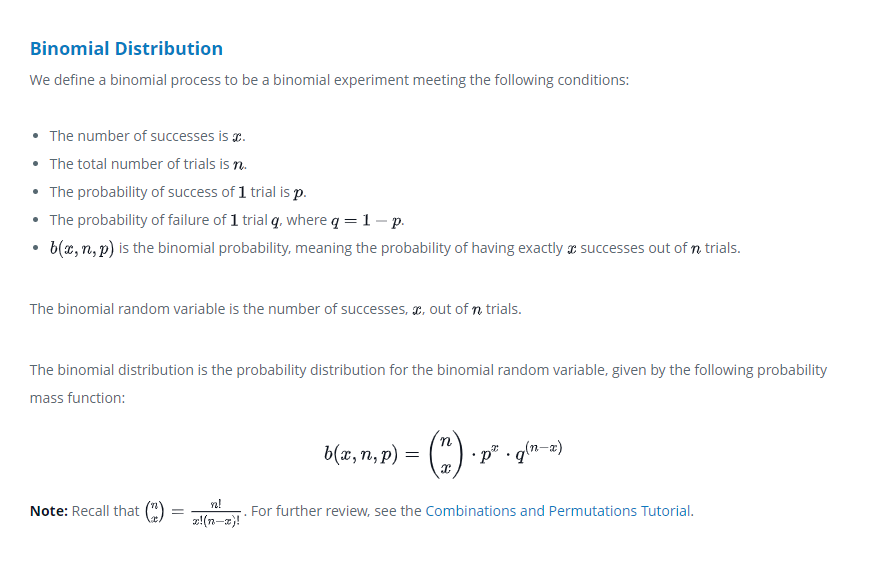 Binomial Distribution
We define a binomial process to be a binomial experiment meeting the following conditions:
• The number of successes is x.
• The total number of trials is n.
• The probability of success of 1 trial is p.
• The probability of failure of 1 trial q, where q = 1 − p.
• b(x, n, p) is the binomial probability, meaning the probability of having exactly x successes out of n trials.
The binomial random variable is the number of successes, x, out of n trials.
The binomial distribution is the probability distribution for the binomial random variable, given by the following probability
mass function:
b(x, n, p) = (n x) · p^x · q^(n−x)
Note: Recall that (n x) = n! / x!(n−x)! . For further review, see the Combinations and Permutations Tutorial.